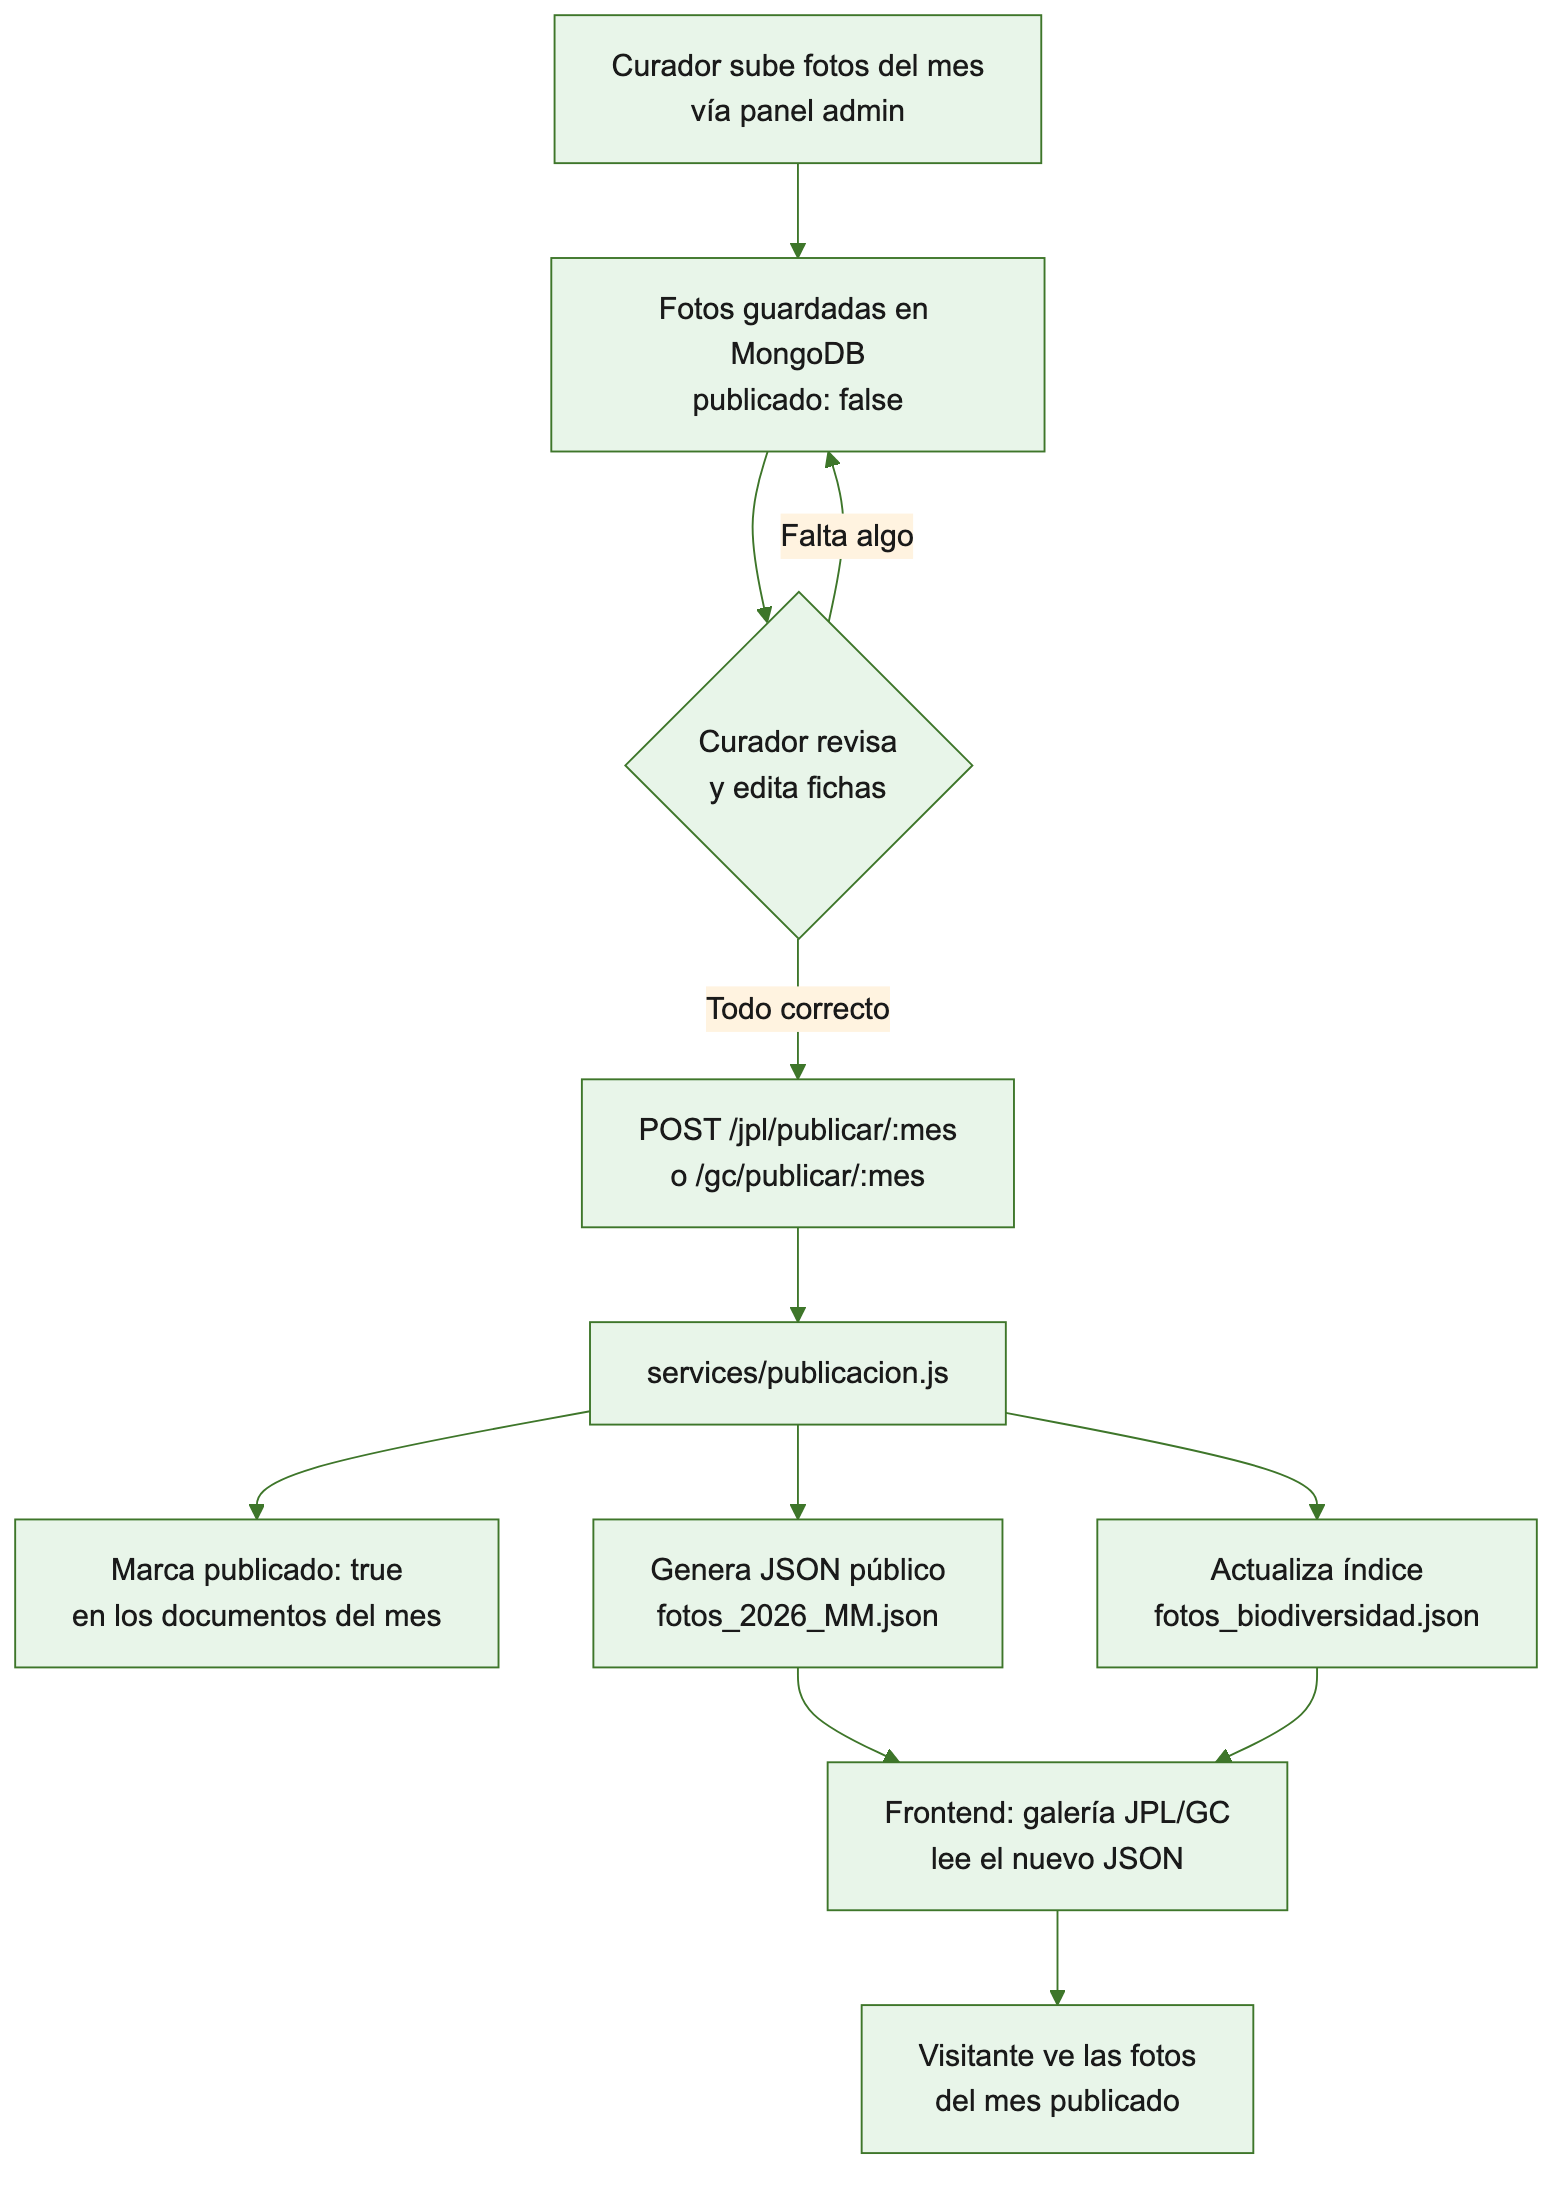 Curador sube fotos del mes
vía panel admin
Fotos guardadas en
MongoDB
publicado: false
Falta algo
Curador revisa
y edita fichas
Todo correcto
POST /jpl/publicar/:mes
o /gc/publicar/:mes
services/publicacion.js
Marca publicado: true
en los documentos del mes
Genera JSON público
fotos_2026_MM.json
Actualiza índice
fotos_biodiversidad.json
Frontend: galería JPL/GC
lee el nuevo JSON
Visitante ve las fotos
del mes publicado